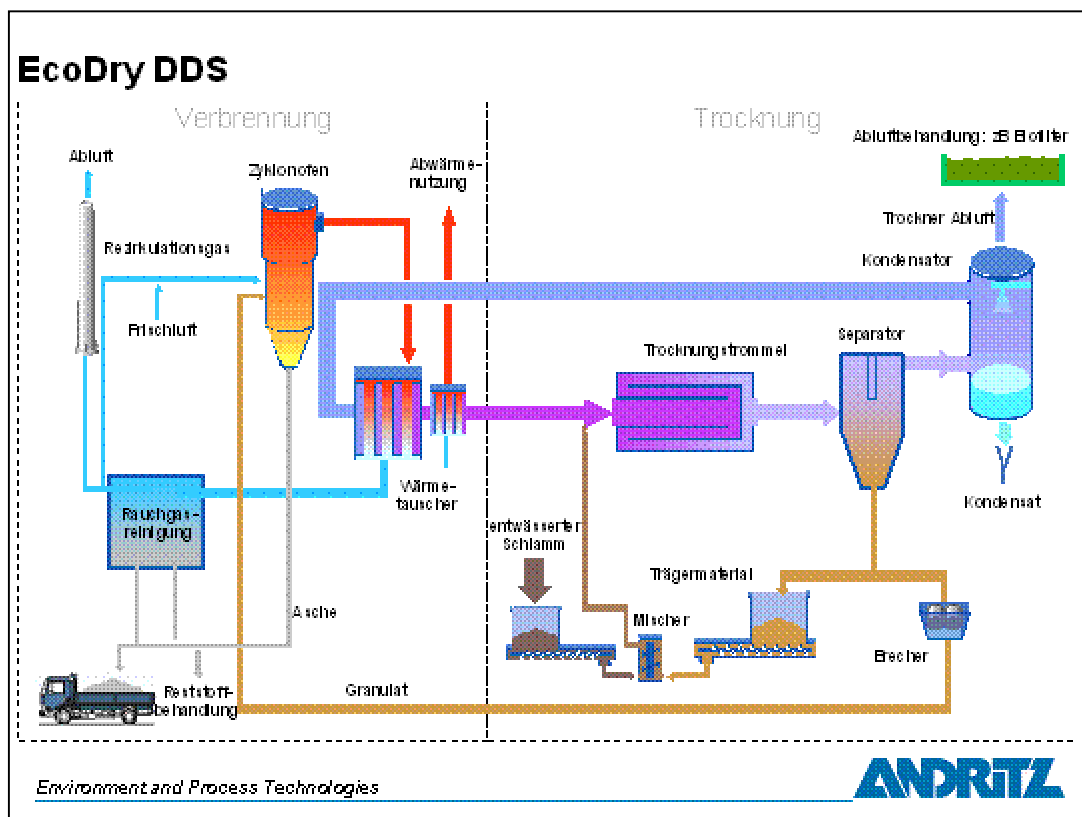 EcoDry DDS
Verbrennung
Trocknung
Abluft
Zyklonofen
Abwärme-
nutzung
Abluftbehandlung: zB Biofilter
Rezirkulationsgas
Trockner Abluft
Kondensator
Frischluft
Separator
Trocknungstrommel
Wärme-
tauscher
Kondensat
Rauchgas-
reinigung
entwässerter
Schlamm
Trägermaterial
Asche
Mischer
Brecher
Reststoff-
behandlung
Granulat
Environment and Process Technologies
ANDRITZ